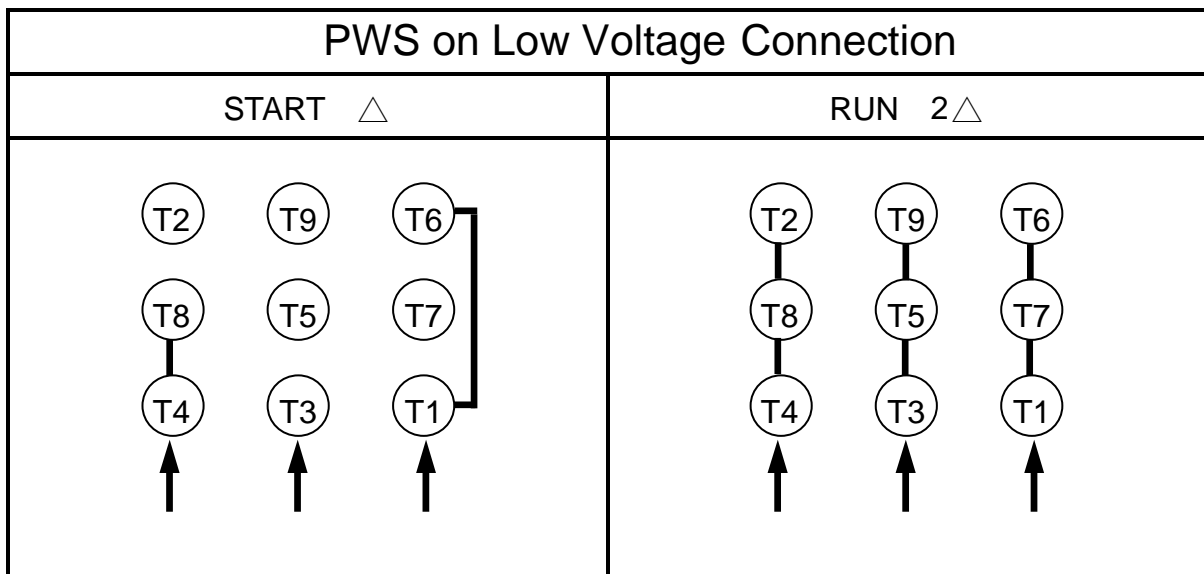 PWS on Low Voltage Connection
START △
RUN 2△
T2 T9 T6
T8 T5 T7
T4 T3 T1
T2 T9 T6
T8 T5 T7
T4 T3 T1